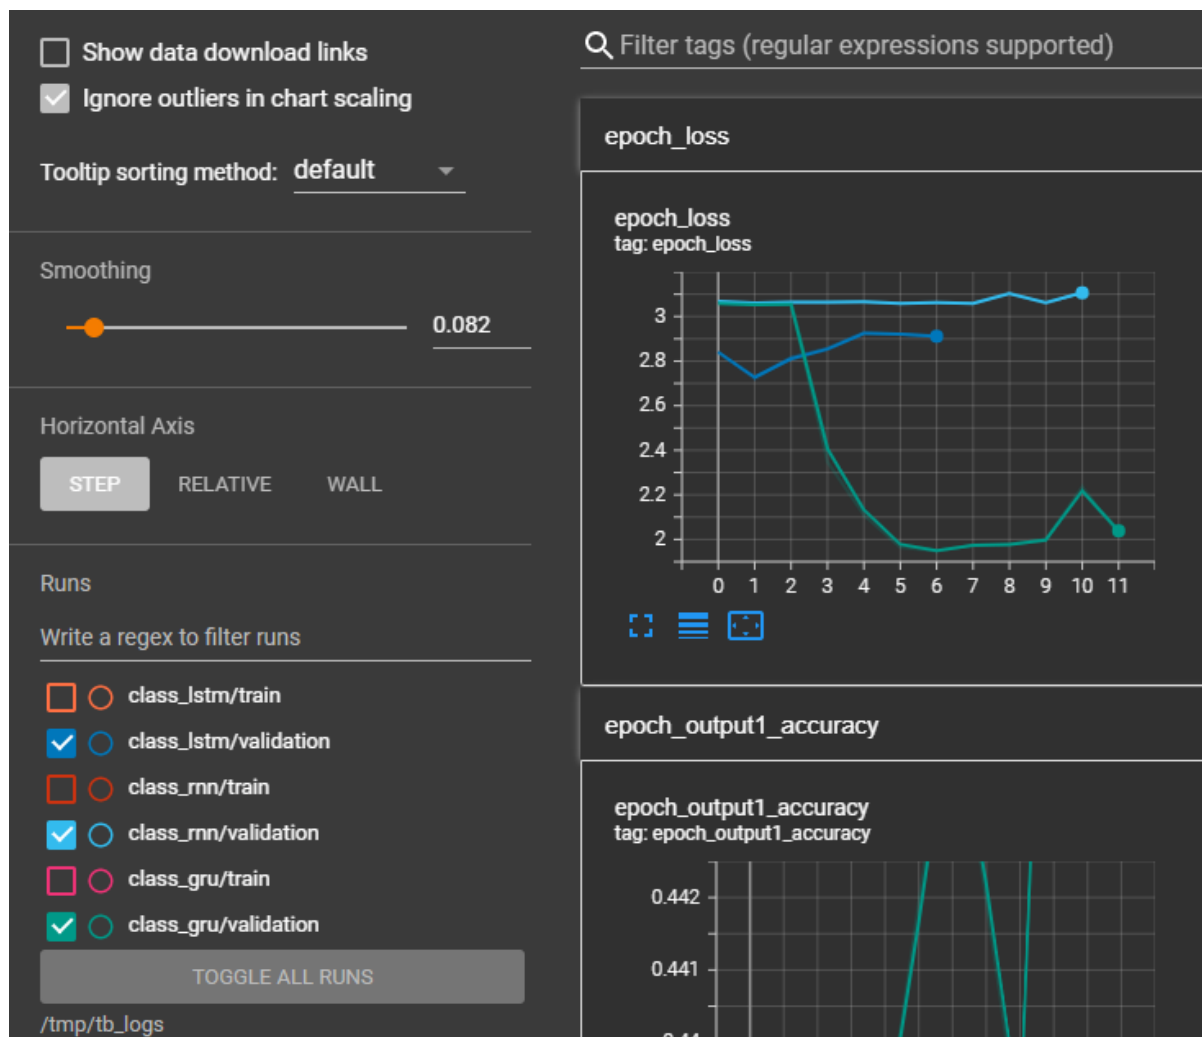 Show data download links
Ignore outliers in chart scaling
Tooltip sorting method: default
Smoothing
0.082
Horizontal Axis
STEP RELATIVE WALL
Runs
Write a regex to filter runs
class_lstm/train
class_lstm/validation
class_rnn/train
class_rnn/validation
class_gru/train
class_gru/validation
TOGGLE ALL RUNS
/tmp/tb_logs
Filter tags (regular expressions supported)
epoch_loss
epoch_loss
tag: epoch_loss
3
2.8
2.6
2.4
2.2
2
0 1 2 3 4 5 6 7 8 9 10 11
epoch_output1_accuracy
epoch_output1_accuracy
tag: epoch_output1_accuracy
0.442
0.441